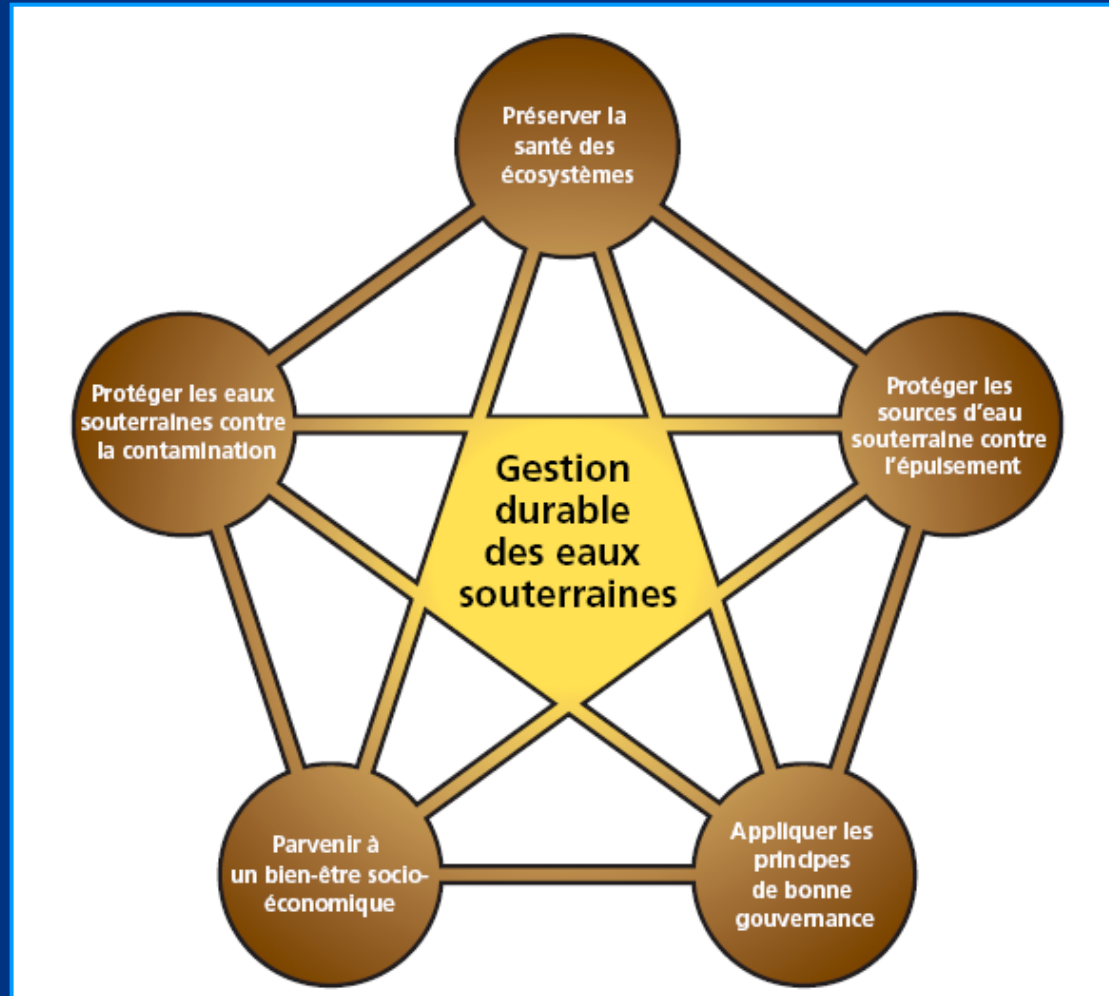 Préserver la
santé des
écosystèmes
Protéger les eaux
souterraines contre
la contamination
Protéger les
sources d'eau
souterraine contre
l'épuisement
Gestion
durable
des eaux
souterraines
Parvenir à
un bien-être socio-
économique
Appliquer les
principes
de bonne
gouvernance